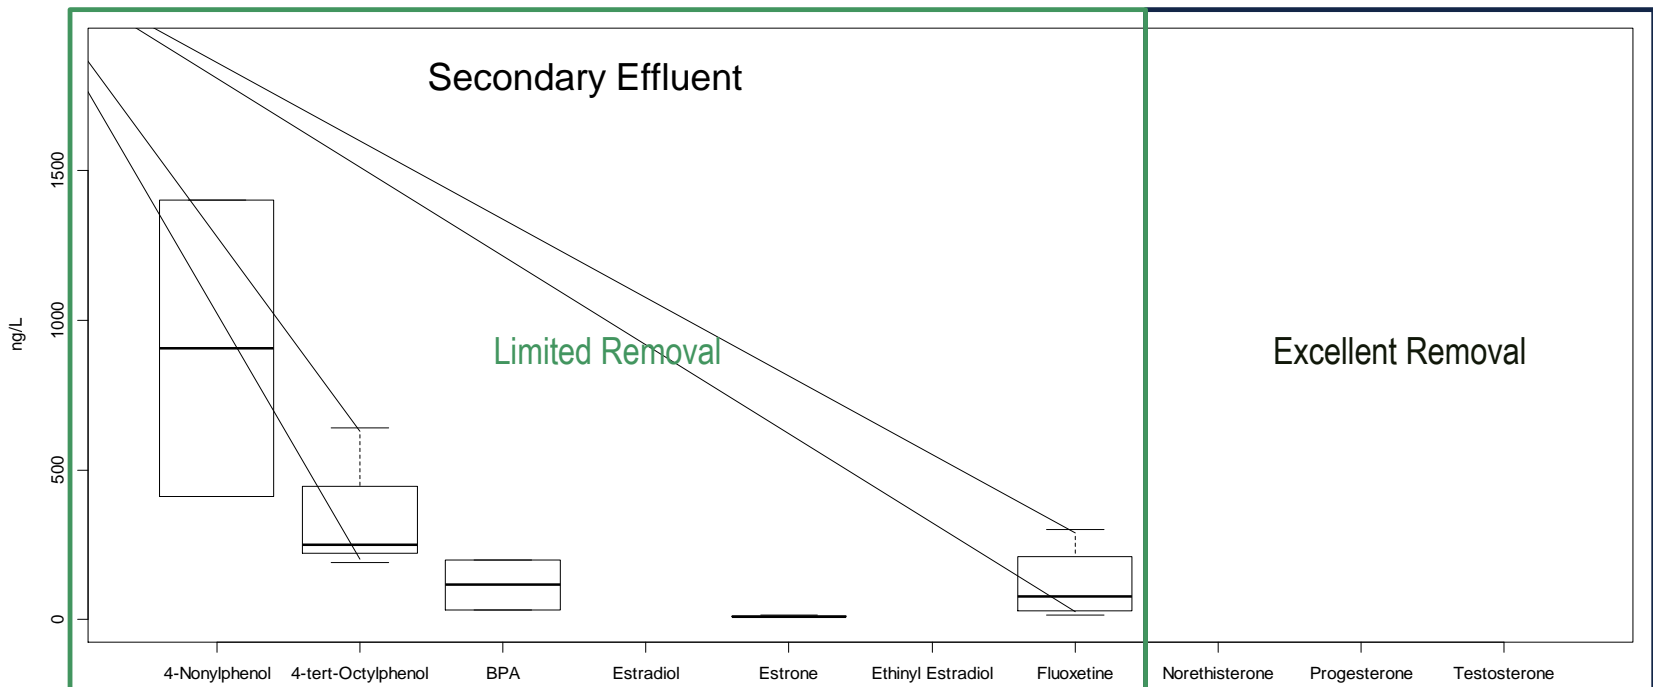 Secondary Effluent
1500
1000
500
0
ng/L
Limited Removal
Excellent Removal
4-Nonylphenol 4-tert-Octylphenol BPA Estradiol Estrone Ethinyl Estradiol Fluoxetine Norethisterone Progesterone Testosterone